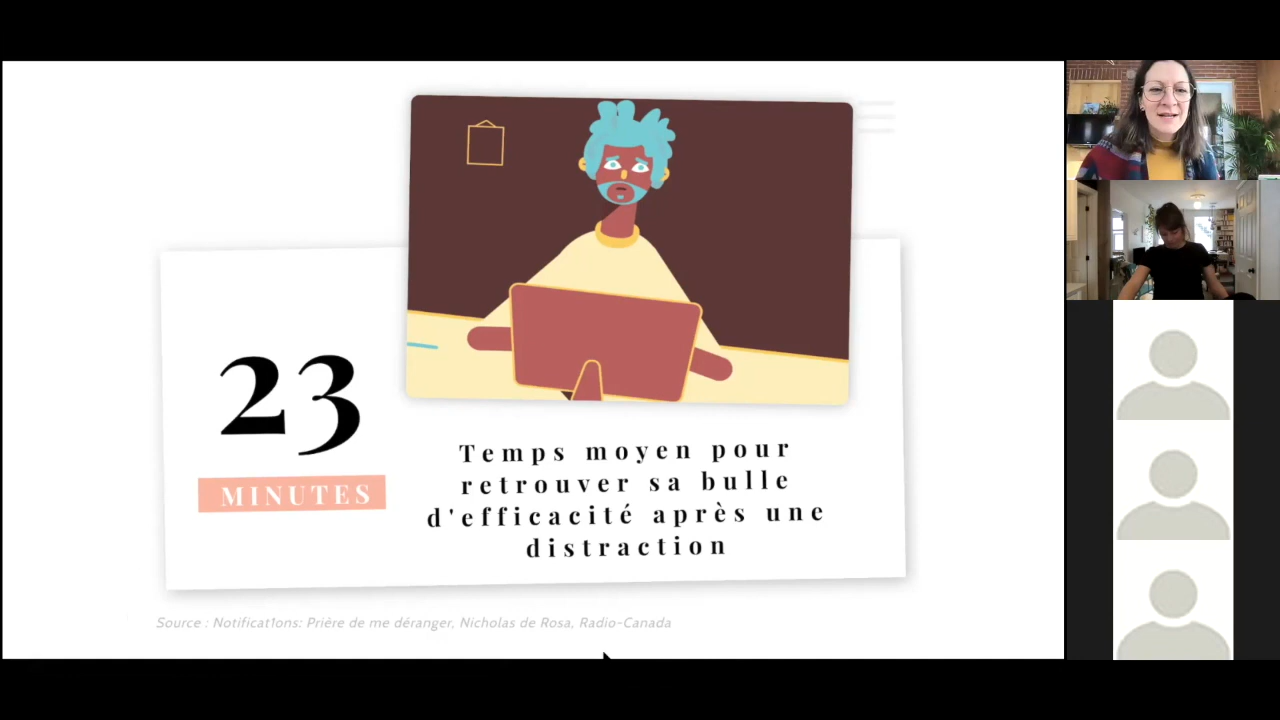 23
MINUTES
Temps moyen pour
retrouver sa bulle
d'efficacité après une
distraction
Source : Notificat1ons: Prière de me déranger, Nicholas de Rosa, Radio-Canada